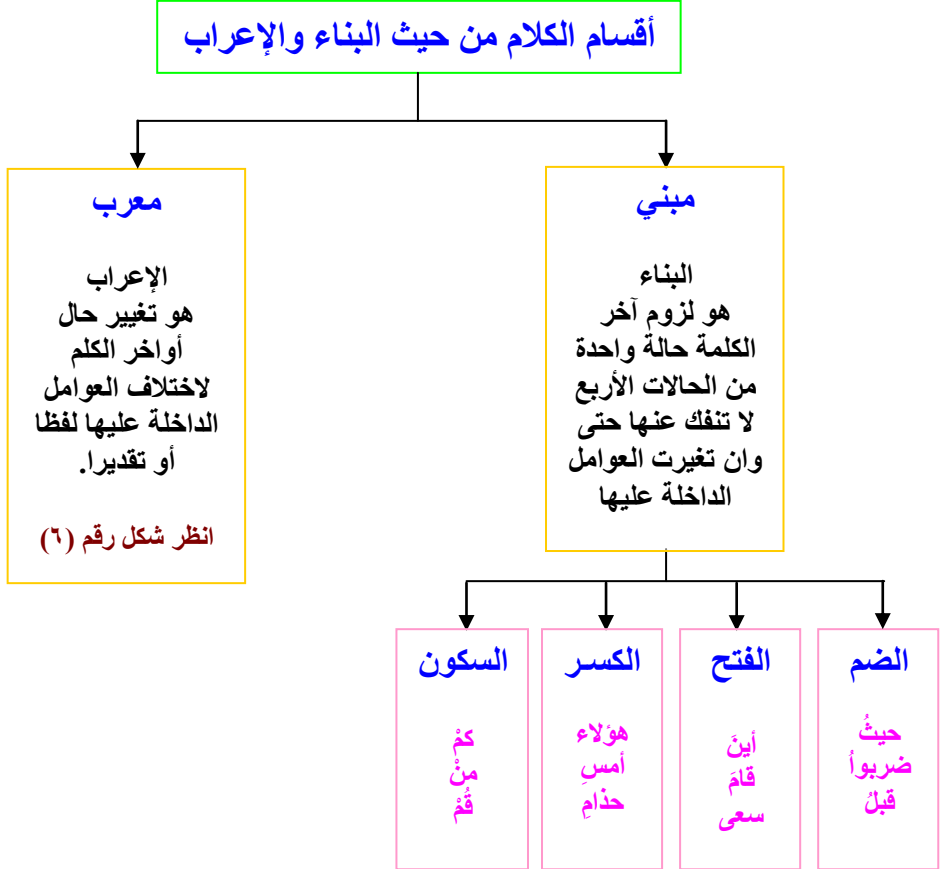 أقسام الكلام من حيث البناء والإعراب
مبني
البناء
هو لزوم آخر
الكلمة حالة واحدة
من الحالات الأربع
لا تنفك عنها حتى
وان تغيرت العوامل
الداخلة عليها
معرب
الإعراب
هو تغيير حال
أواخر الكلم
لاختلاف العوامل
الداخلة عليها لفظا
أو تقديرا.
انظر شكل رقم (٦)
الضم
حيثُ
ضربواُ
قبلُ
الفتح
أينَ
قامَ
سعى
الكسر
هؤلاء
أمسِ
حذامِ
السكون
كمْ
منْ
قُمْ